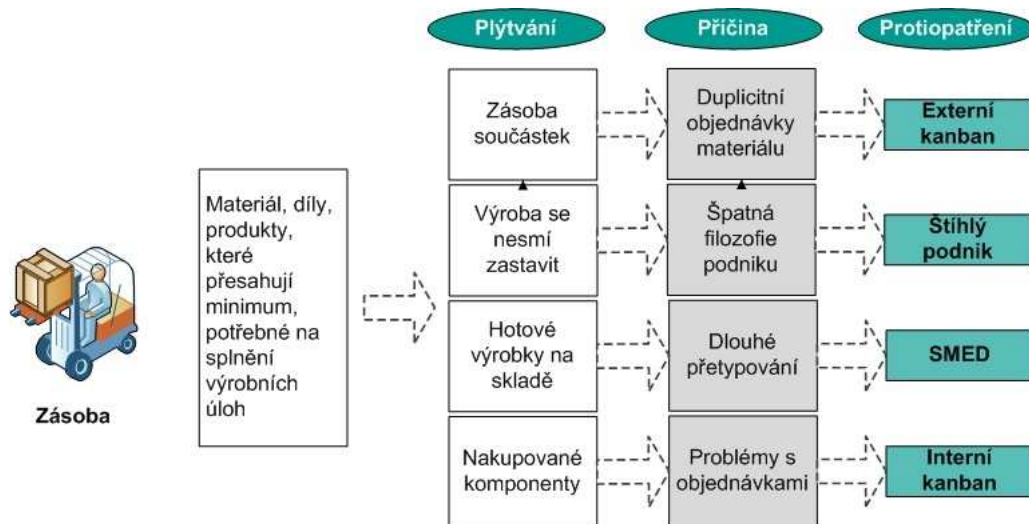 Plýtvání
Příčina
Protiopatření
Zásoba
součástek
Duplicitní
objednávky
materiálu
Externí
kanban
Materiál, díly,
produkty,
které
přesahují
minimum,
potřebné na
splnění
výrobních
úloh
Zásoba
Výroba se
nesmí
zastavit
Špatná
filozofie
podniku
Štíhlý
podnik
Hotové
výrobky na
skladě
Dlouhé
přetypování
SMED
Nakupované
komponenty
Problémy s
objednávkami
Interní
kanban